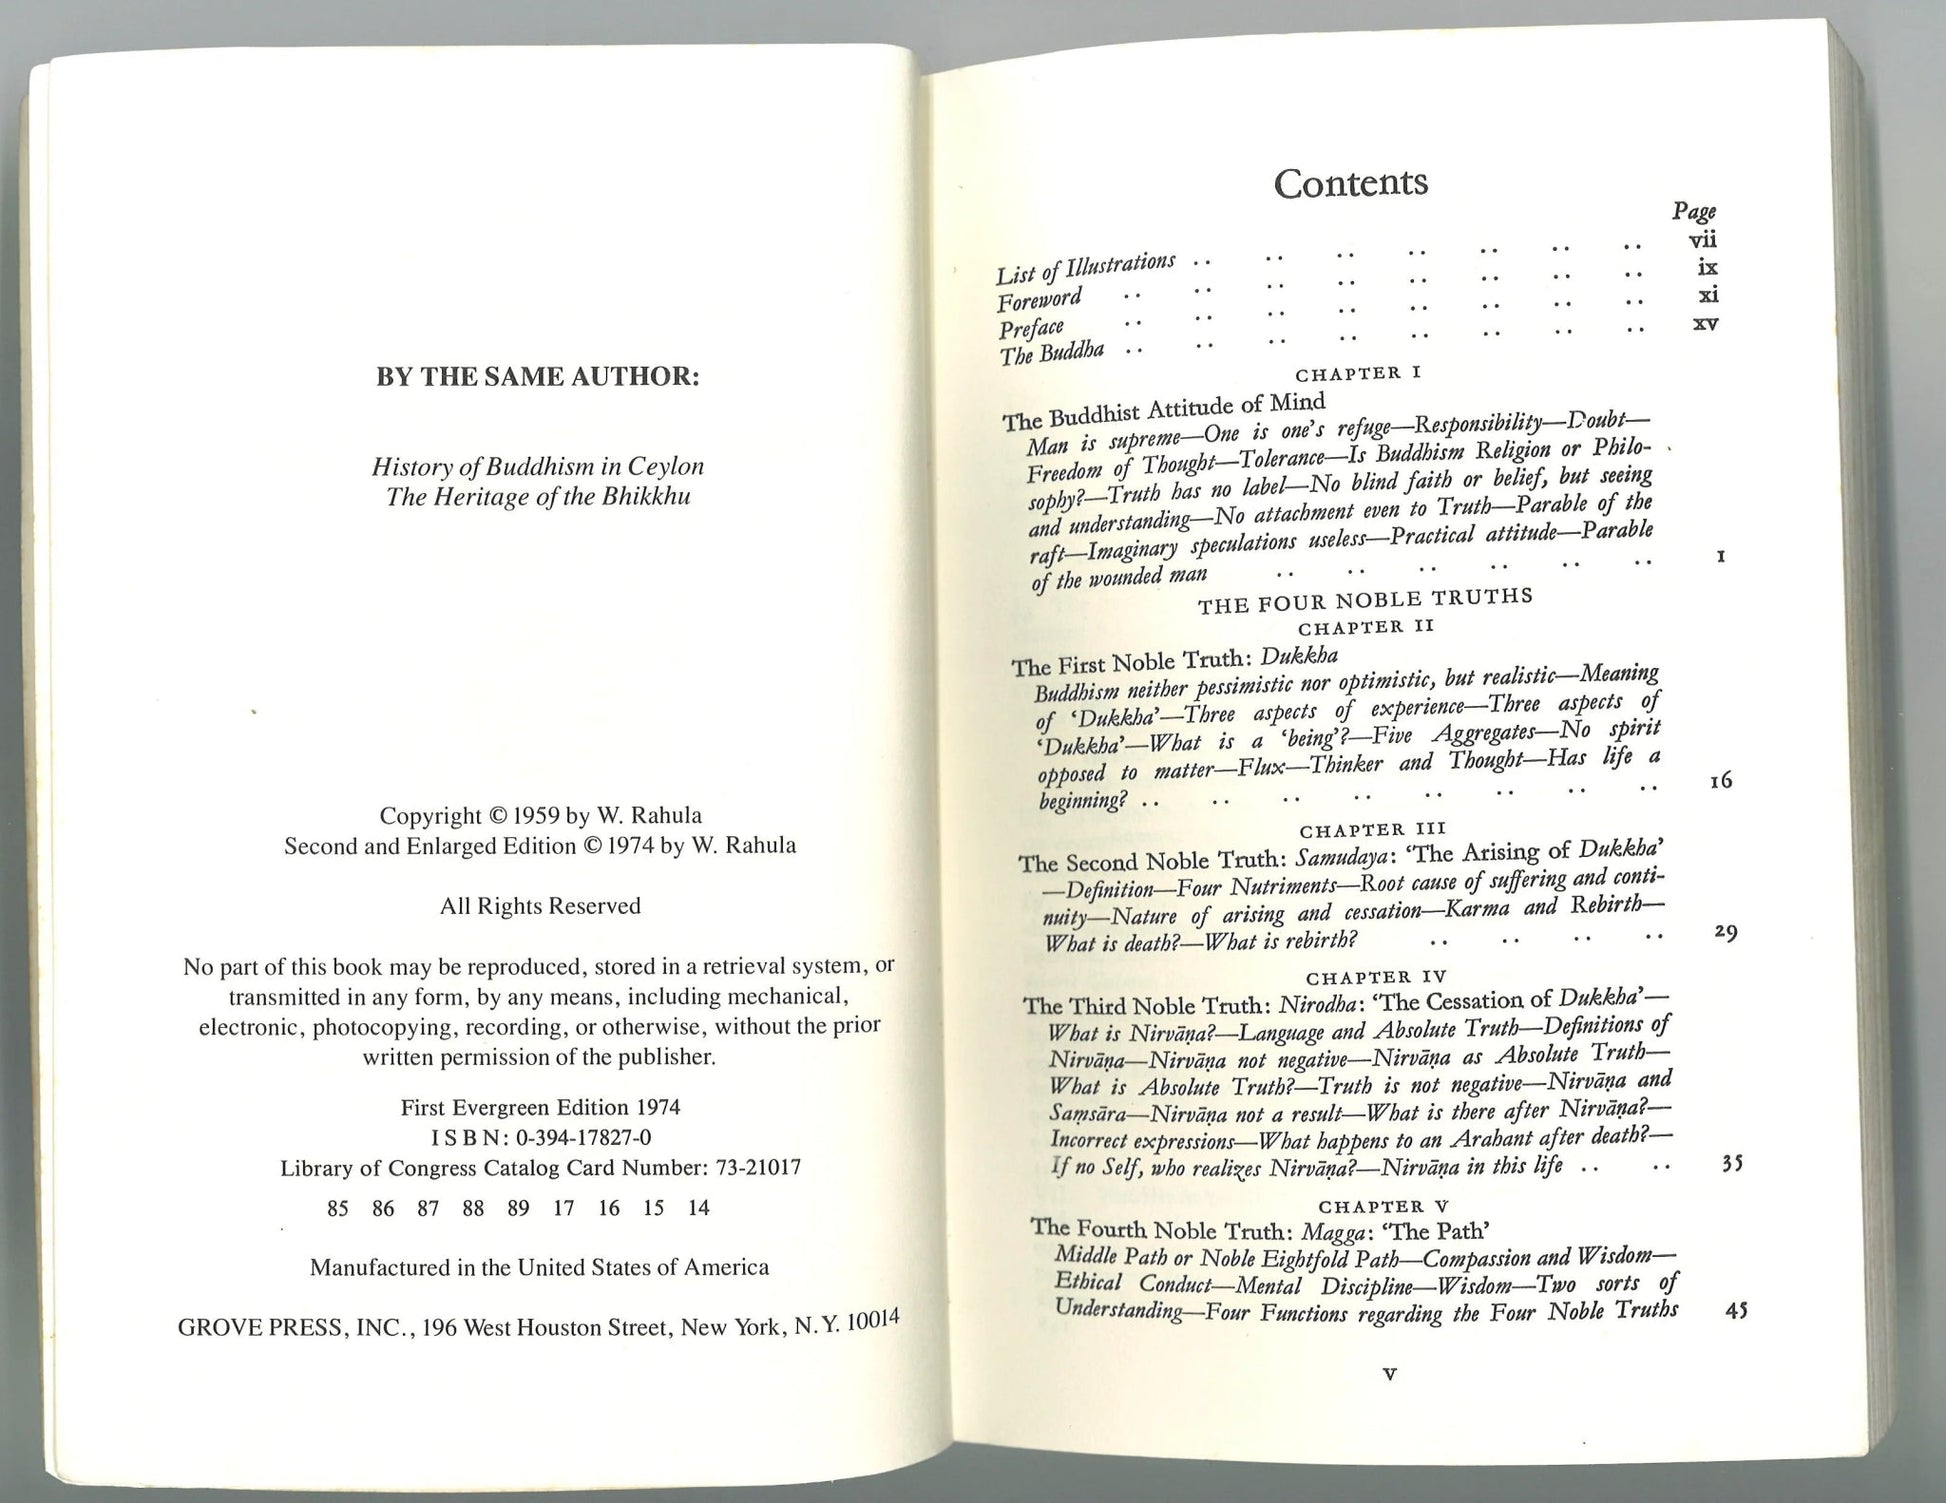 BY THE SAME AUTHOR:
History of Buddhism in Ceylon
The Heritage of the Bhikkhu
Copyright © 1959 by W. Rahula
Second and Enlarged Edition © 1974 by W. Rahula
All Rights Reserved
No part of this book may be reproduced, stored in a retrieval system, or
transmitted in any form, by any means, including mechanical,
electronic, photocopying, recording, or otherwise, without the prior
written permission of the publisher.
First Evergreen Edition 1974
ISBN: 0-394-17827-0
Library of Congress Catalog Card Number: 73-21017
85 86 87 88 89 17 16 15 14
Manufactured in the United States of America
GROVE PRESS, INC., 196 West Houston Street, New York, N.Y. 10014
Contents
Page
List of Illustrations .. .. .. .. .. .. .. vii
Foreword .. .. .. .. .. .. .. .. ix
Preface .. .. .. .. .. .. .. .. xi
The Buddha .. .. .. .. .. .. .. .. xv
CHAPTER I
The Buddhist Attitude of Mind
Man is supreme—One is one's refuge—Responsibility—Doubt—
Freedom of Thought—Tolerance—Is Buddhism Religion or Philo-
sophy?—Truth has no label—No blind faith or belief, but seeing
and understanding—No attachment even to Truth—Parable of the
raft—Imaginary speculations useless—Practical attitude—Parable
of the wounded man .. .. .. .. .. .. 1
THE FOUR NOBLE TRUTHS
CHAPTER II
The First Noble Truth: Dukkha
Buddhism neither pessimistic nor optimistic, but realistic—Meaning
of 'Dukkha'—Three aspects of experience—Three aspects of
'Dukkha'—What is a 'being'?—Five Aggregates—No spirit
opposed to matter—Flux—Thinker and Thought—Has life a
beginning? .. .. .. .. .. .. .. .. 16
CHAPTER III
The Second Noble Truth: Samudaya: 'The Arising of Dukkha'
—Definition—Four Nutriments—Root cause of suffering and conti-
nuity—Nature of arising and cessation—Karma and Rebirth—
What is death?—What is rebirth? .. .. .. .. 29
CHAPTER IV
The Third Noble Truth: Nirodha: 'The Cessation of Dukkha'—
What is Nirvāṇa?—Language and Absolute Truth—Definitions of
Nirvāṇa—Nirvāṇa not negative—Nirvāṇa as Absolute Truth—
What is Absolute Truth?—Truth is not negative—Nirvāṇa and
Saṃsāra—Nirvāṇa not a result—What is there after Nirvāṇa?—
Incorrect expressions—What happens to an Arahant after death?—
If no Self, who realizes Nirvāṇa?—Nirvāṇa in this life .. .. 35
CHAPTER V
The Fourth Noble Truth: Magga: 'The Path'
Middle Path or Noble Eightfold Path—Compassion and Wisdom—
Ethical Conduct—Mental Discipline—Wisdom—Two sorts of
Understanding—Four Functions regarding the Four Noble Truths 45
v